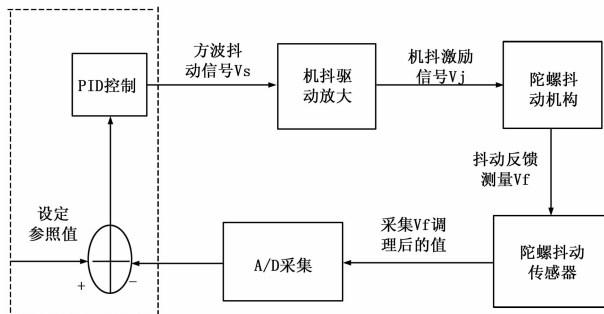 方波抖
动信号Vs
机抖激励
信号Vj
PID控制
机抖驱
动放大
陀螺抖
动机构
抖动反馈
测量Vf
设定
参照值
采集Vf调
理后的值
A/D采集
陀螺抖动
传感器
+
−